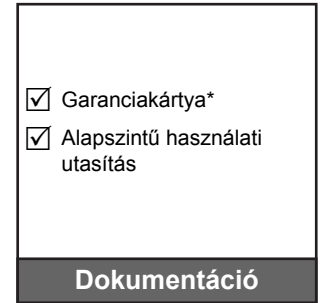 ☑ Garanciakártya*
☑ Alapszintű használati
utasítás
Dokumentáció